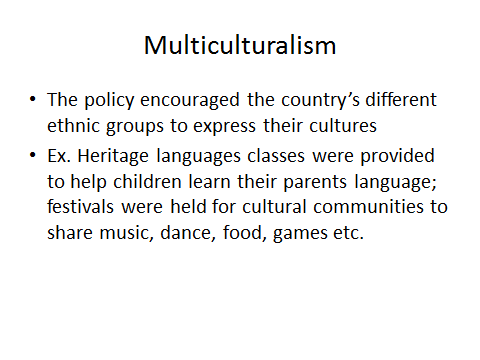 Multiculturalism
• The policy encouraged the country's different
ethnic groups to express their cultures
• Ex. Heritage languages classes were provided
to help children learn their parents language;
festivals were held for cultural communities to
share music, dance, food, games etc.